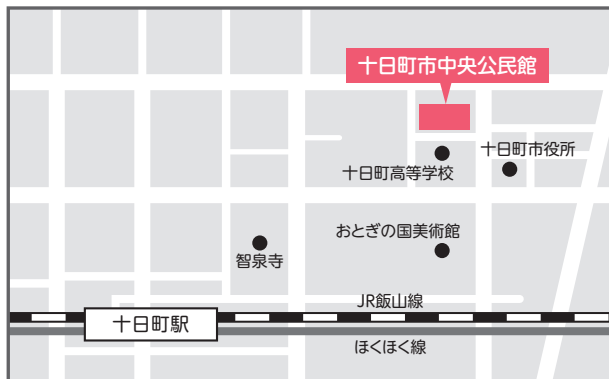 十日町市中央公民館
十日町市役所
十日町高等学校
おとぎの国美術館
智泉寺
JR飯山線
十日町駅
ほくほく線